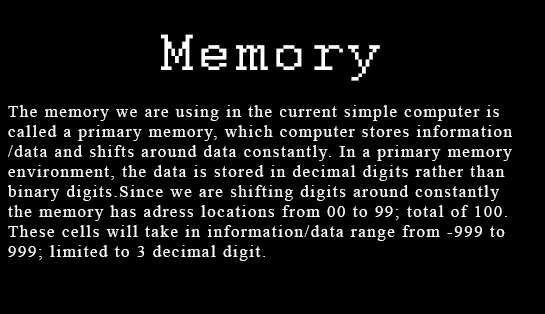 Memory
The memory we are using in the current simple computer is
called a primary memory, which computer stores information
/data and shifts around data constantly. In a primary memory
environment, the data is stored in decimal digits rather than
binary digits.Since we are shifting digits around constantly
the memory has adress locations from 00 to 99; total of 100.
These cells will take in information/data range from -999 to
999; limited to 3 decimal digit.